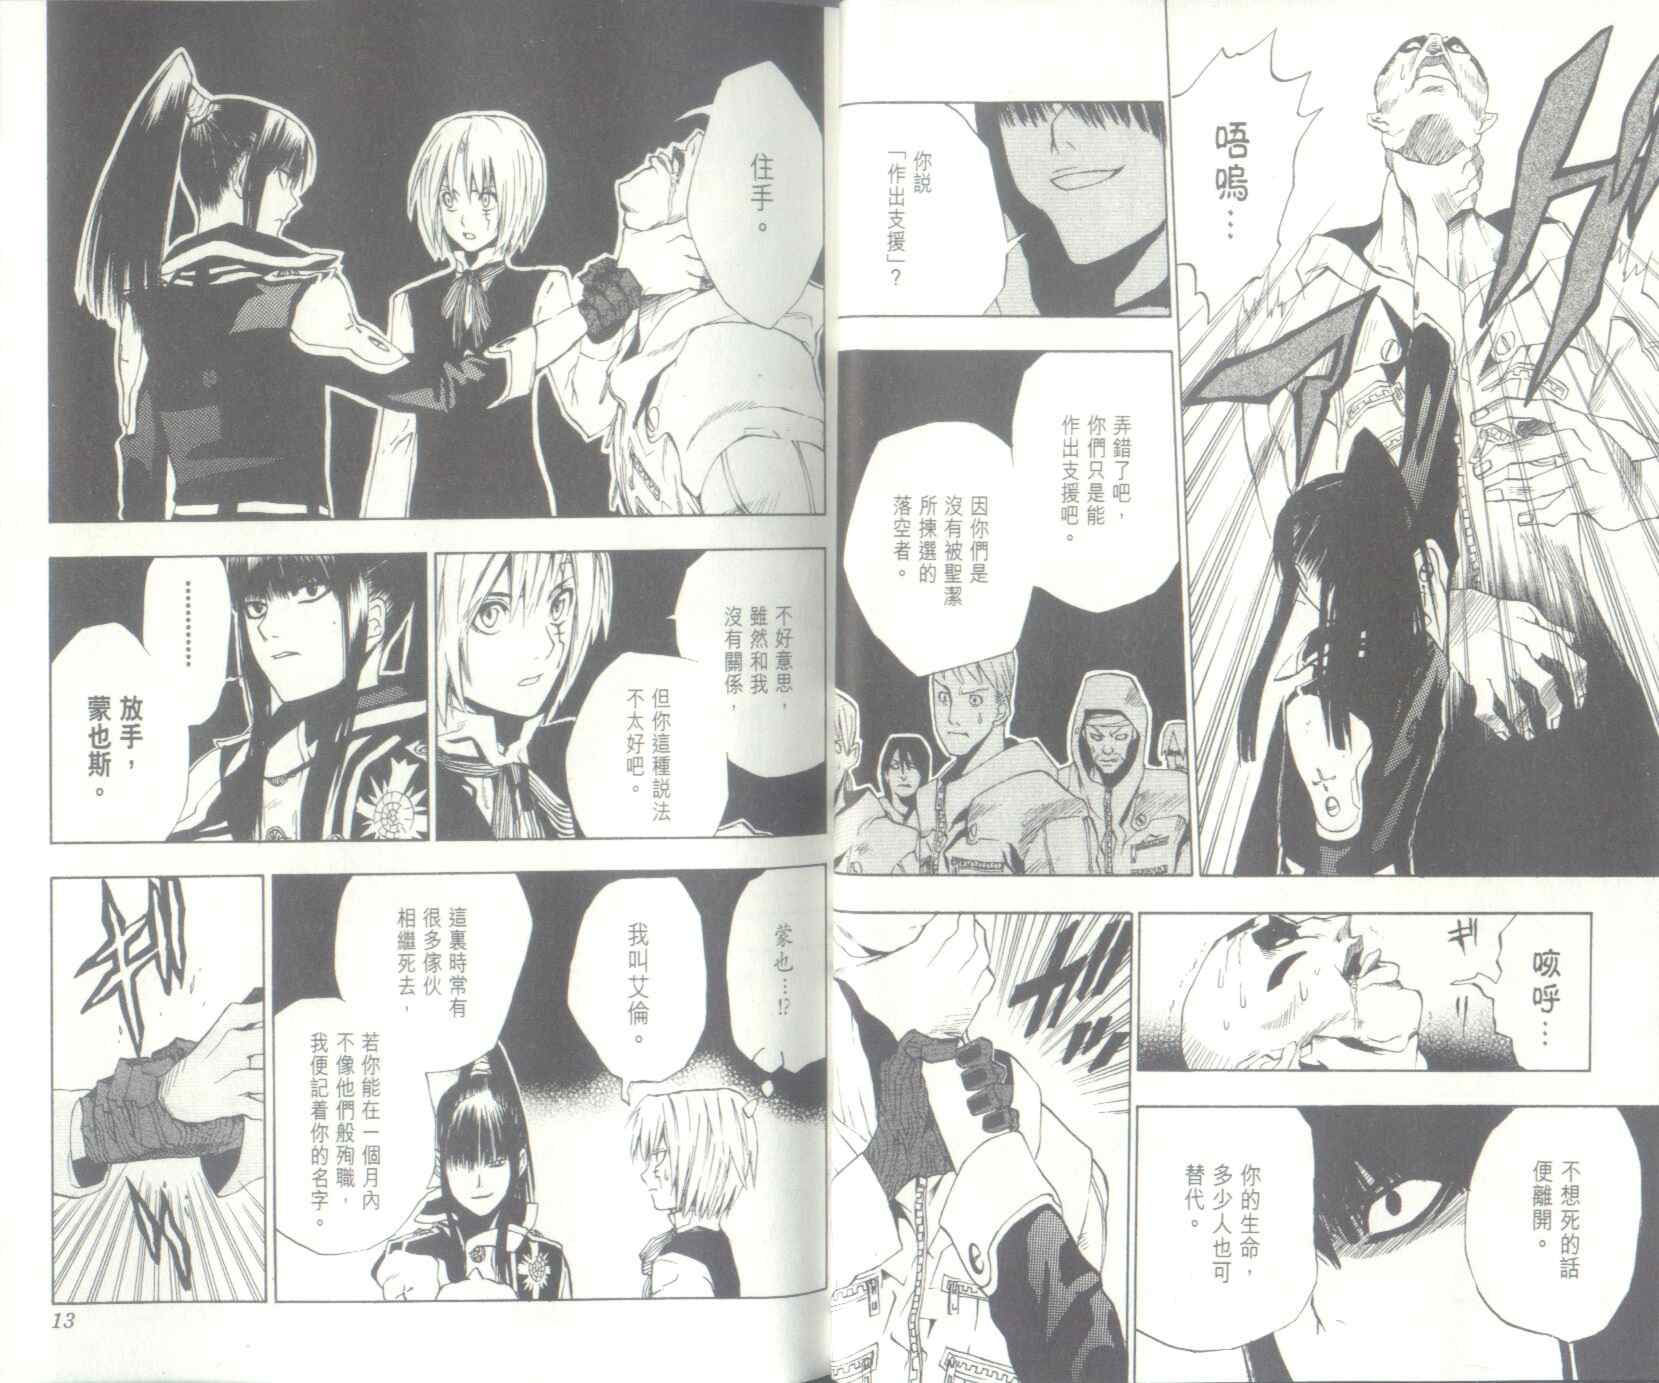 唔嗚…
你說
「作出支援」？
弄錯了吧，
你們只是能
作出支援吧。
因你們是
沒有被聖潔
所揀選的
落空者。
咳呼…
ギッ
不想死的話
便離開。
你的生命，
多少人也可
替代。
住手。
不好意思，
雖然和我
沒有關係，
但你這種說法
不太好吧。
…………
放手，
蒙也斯。
蒙也…!?
我叫艾倫。
這裏時常有
很多傢伙
相繼死去，
若你能在一個月內
不像他們般殉職，
我便記着你的名字。
13